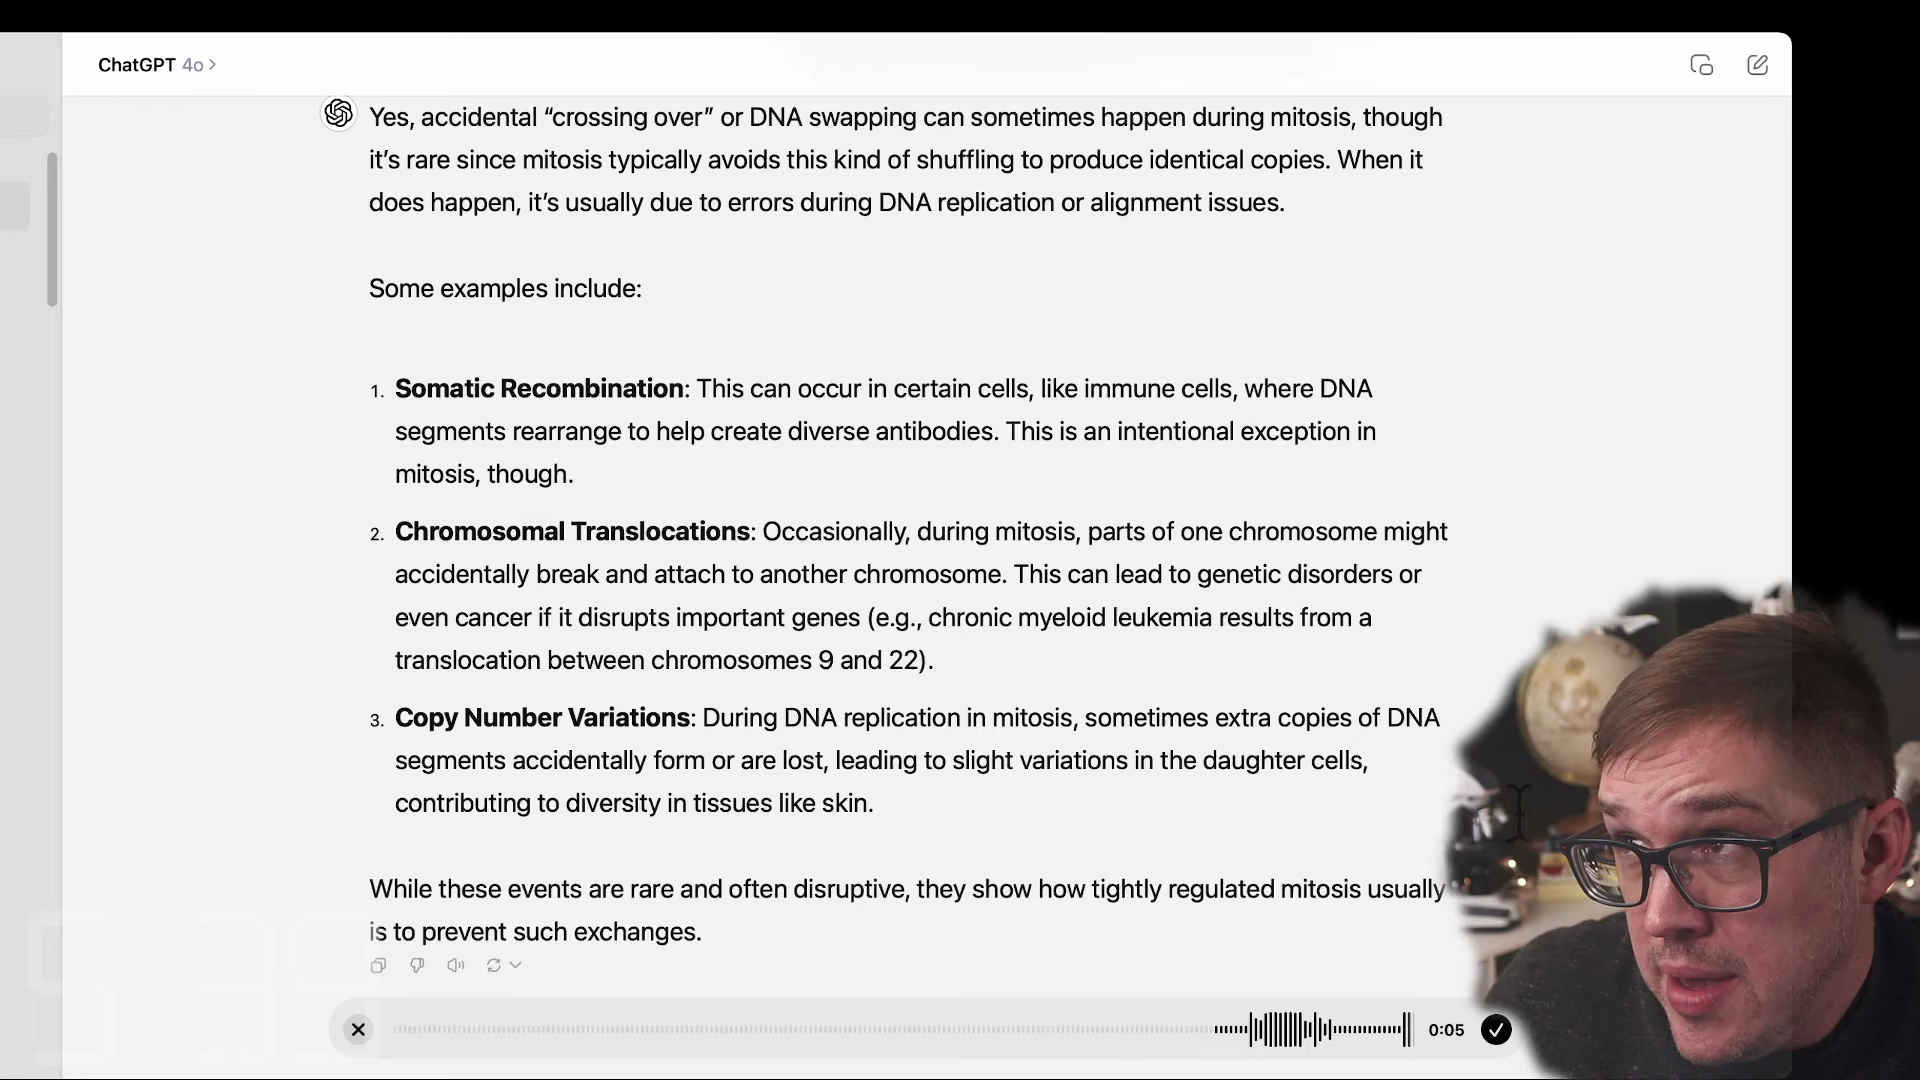 ChatGPT 4o >
Yes, accidental “crossing over” or DNA swapping can sometimes happen during mitosis, though
it’s rare since mitosis typically avoids this kind of shuffling to produce identical copies. When it
does happen, it’s usually due to errors during DNA replication or alignment issues.
Some examples include:
1. Somatic Recombination: This can occur in certain cells, like immune cells, where DNA
segments rearrange to help create diverse antibodies. This is an intentional exception in
mitosis, though.
2. Chromosomal Translocations: Occasionally, during mitosis, parts of one chromosome might
accidentally break and attach to another chromosome. This can lead to genetic disorders or
even cancer if it disrupts important genes (e.g., chronic myeloid leukemia results from a
translocation between chromosomes 9 and 22).
3. Copy Number Variations: During DNA replication in mitosis, sometimes extra copies of DNA
segments accidentally form or are lost, leading to slight variations in the daughter cells,
contributing to diversity in tissues like skin.
While these events are rare and often disruptive, they show how tightly regulated mitosis usually
is to prevent such exchanges.
0:05